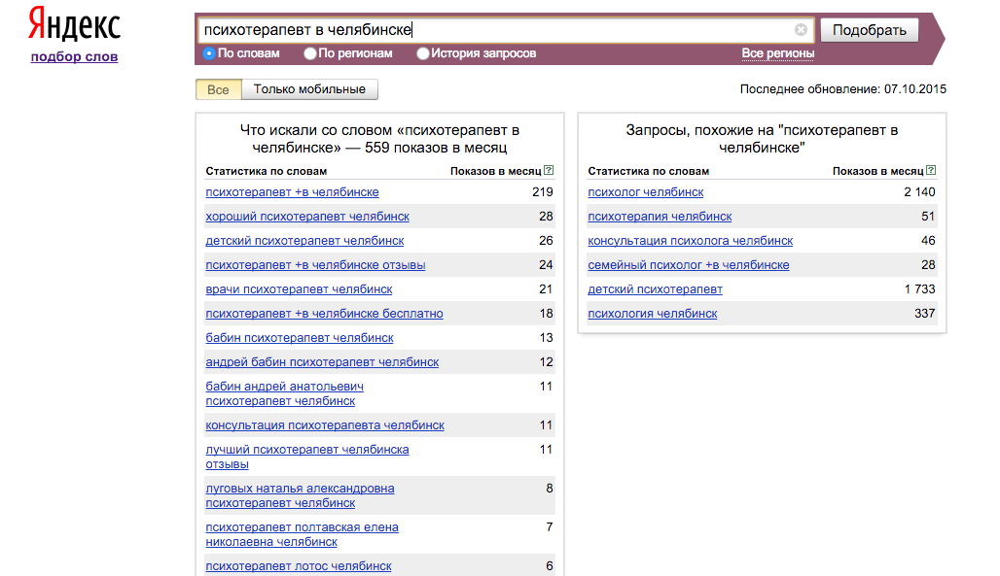 Яндекс
подбор слов
психотерапевт в челябинске
Подобрать
По словам По регионам История запросов Все регионы
Все Только мобильные
Последнее обновление: 07.10.2015
Что искали со словом «психотерапевт в
челябинске» — 559 показов в месяц
Статистика по словам Показов в месяц ?
психотерапевт +в челябинске 219
хороший психотерапевт челябинск 28
детский психотерапевт челябинск 26
психотерапевт +в челябинске отзывы 24
врачи психотерапевт челябинск 21
психотерапевт +в челябинске бесплатно 18
бабин психотерапевт челябинск 13
андрей бабин психотерапевт челябинск 12
бабин андрей анатольевич 11
психотерапевт челябинск
консультация психотерапевта челябинск 11
лучший психотерапевт челябинска 11
отзывы
луговых наталья александровна 8
психотерапевт челябинск
психотерапевт полтавская елена 7
николаевна челябинск
психотерапевт лотос челябинск 6
Запросы, похожие на "психотерапевт в
челябинске"
Статистика по словам Показов в месяц ?
психолог челябинск 2 140
психотерапия челябинск 51
консультация психолога челябинск 46
семейный психолог +в челябинске 28
детский психотерапевт 1 733
психология челябинск 337